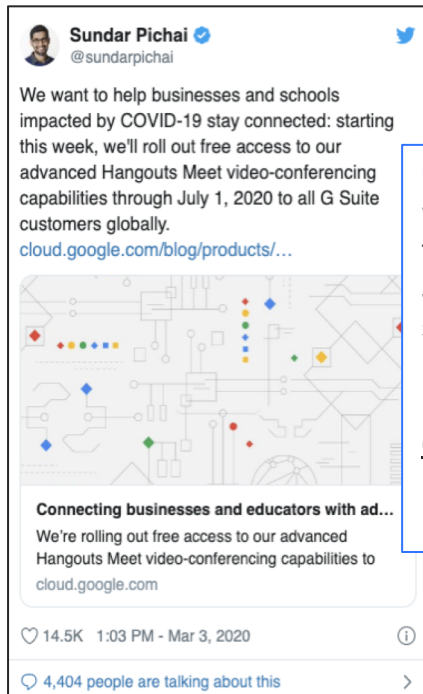 Sundar Pichai
@sundarpichai
We want to help businesses and schools
impacted by COVID-19 stay connected: starting
this week, we'll roll out free access to our
advanced Hangouts Meet video-conferencing
capabilities through July 1, 2020 to all G Suite
customers globally.
cloud.google.com/blog/products/…
Connecting businesses and educators with ad...
We're rolling out free access to our advanced
Hangouts Meet video-conferencing capabilities to
cloud.google.com
14.5K 1:03 PM - Mar 3, 2020
4,404 people are talking about this